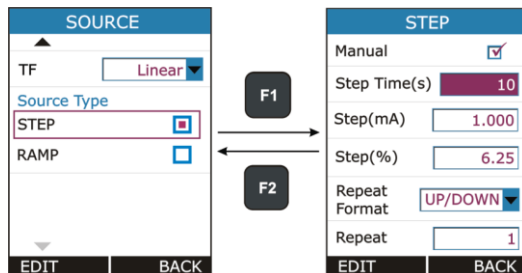 SOURCE
TF Linear
Source Type
STEP
RAMP
EDIT BACK
F1
F2
STEP
Manual
Step Time(s) 10
Step(mA) 1.000
Step(%) 6.25
Repeat
Format UP/DOWN
Repeat 1
EDIT BACK